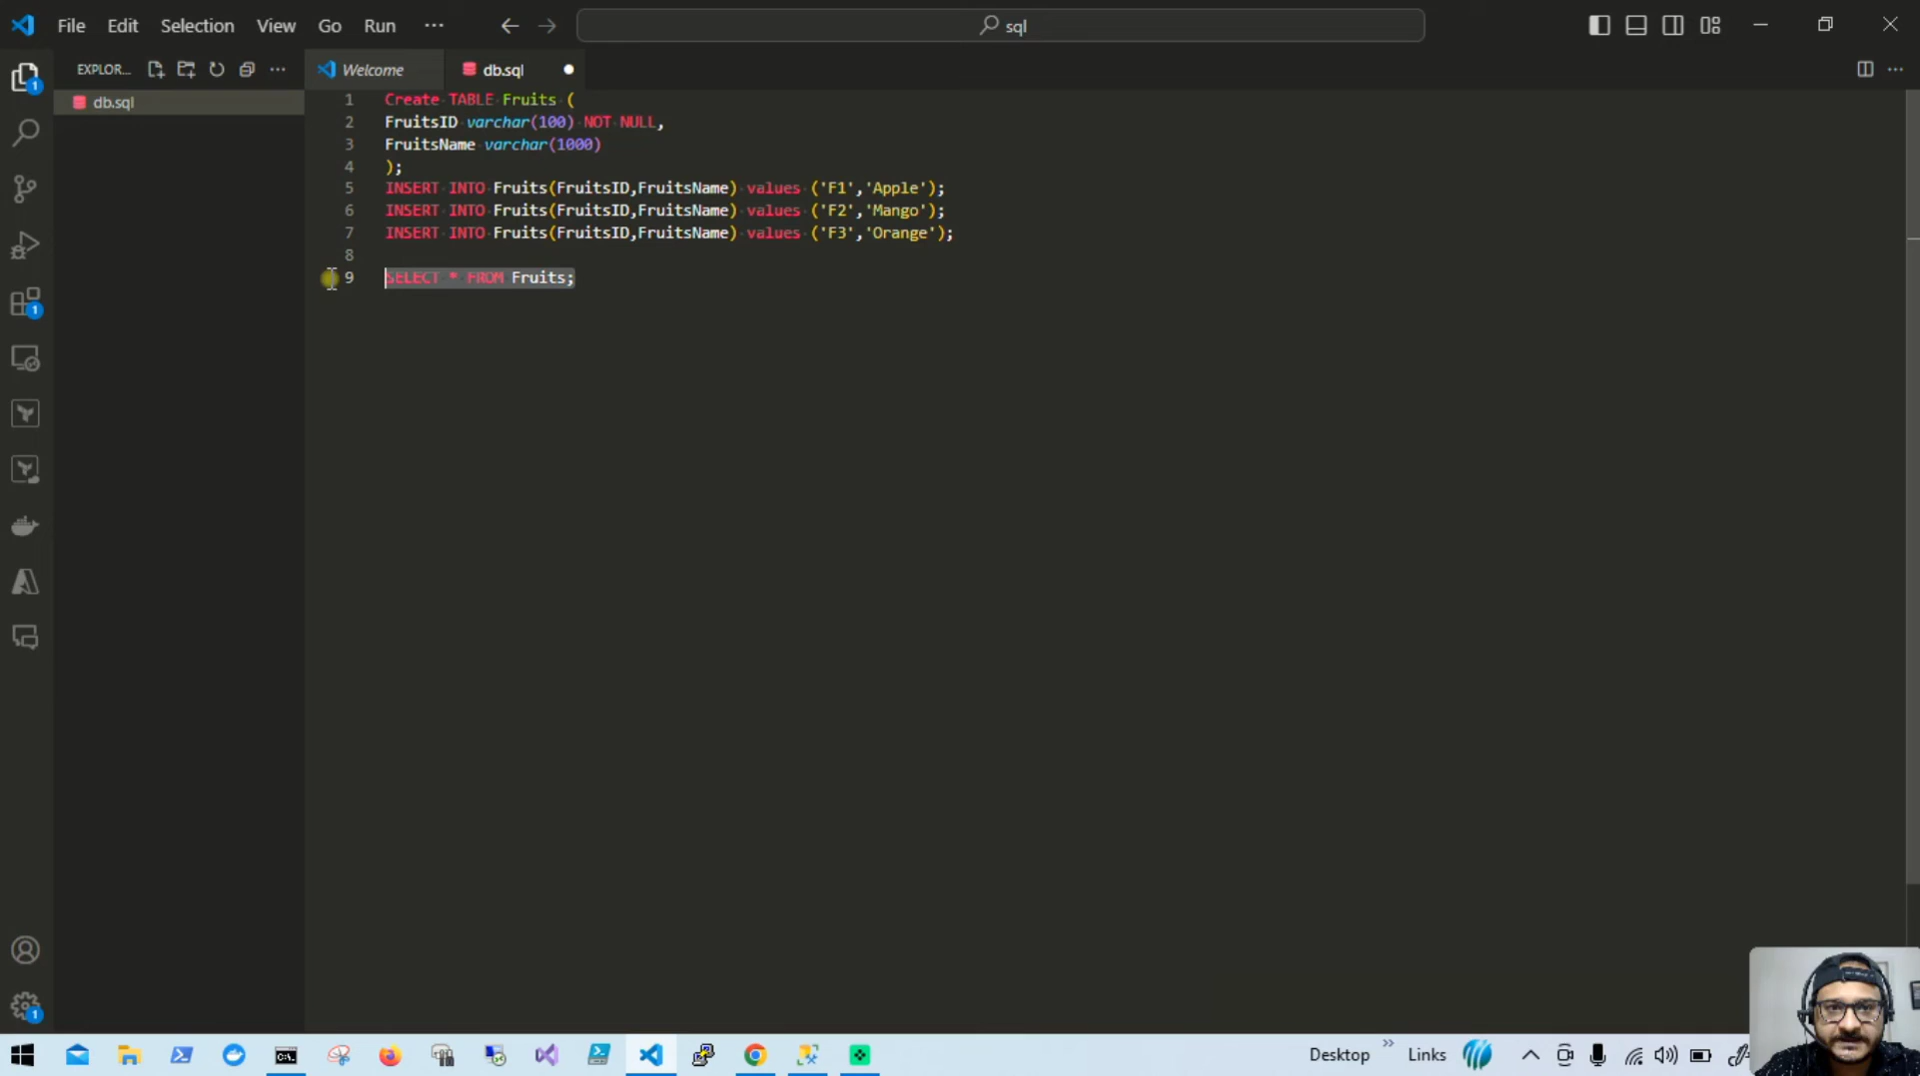 File Edit Selection View Go Run ··· sql
EXPLOR... Welcome db.sql
db.sql
1 Create TABLE Fruits (
2 FruitsID varchar(100) NOT NULL,
3 FruitsName varchar(1000)
4 );
5 INSERT INTO Fruits(FruitsID,FruitsName) values ('F1','Apple');
6 INSERT INTO Fruits(FruitsID,FruitsName) values ('F2','Mango');
7 INSERT INTO Fruits(FruitsID,FruitsName) values ('F3','Orange');
8
9 SELECT * FROM Fruits;
1
1
1
Desktop » Links